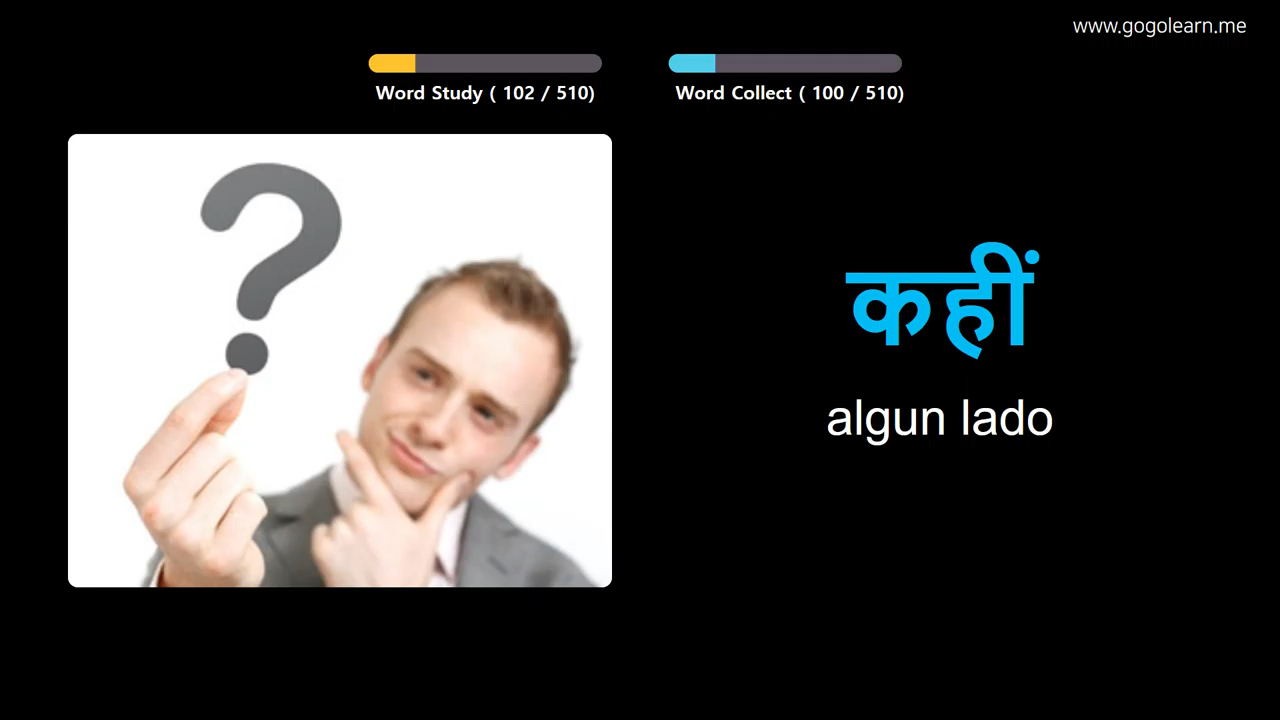 www.gogolearn.me
Word Study ( 102 / 510)
Word Collect ( 100 / 510)
?
कहीं
algun lado